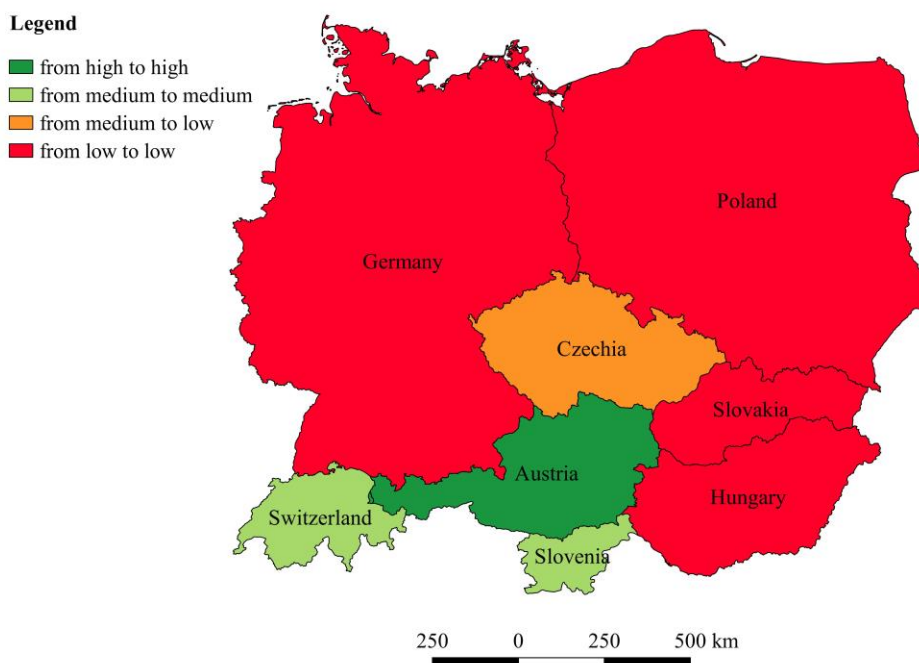 Legend
from high to high
from medium to medium
from medium to low
from low to low
Poland
Germany
Czechia
Slovakia
Austria
Hungary
Switzerland
Slovenia
250 0 250 500 km